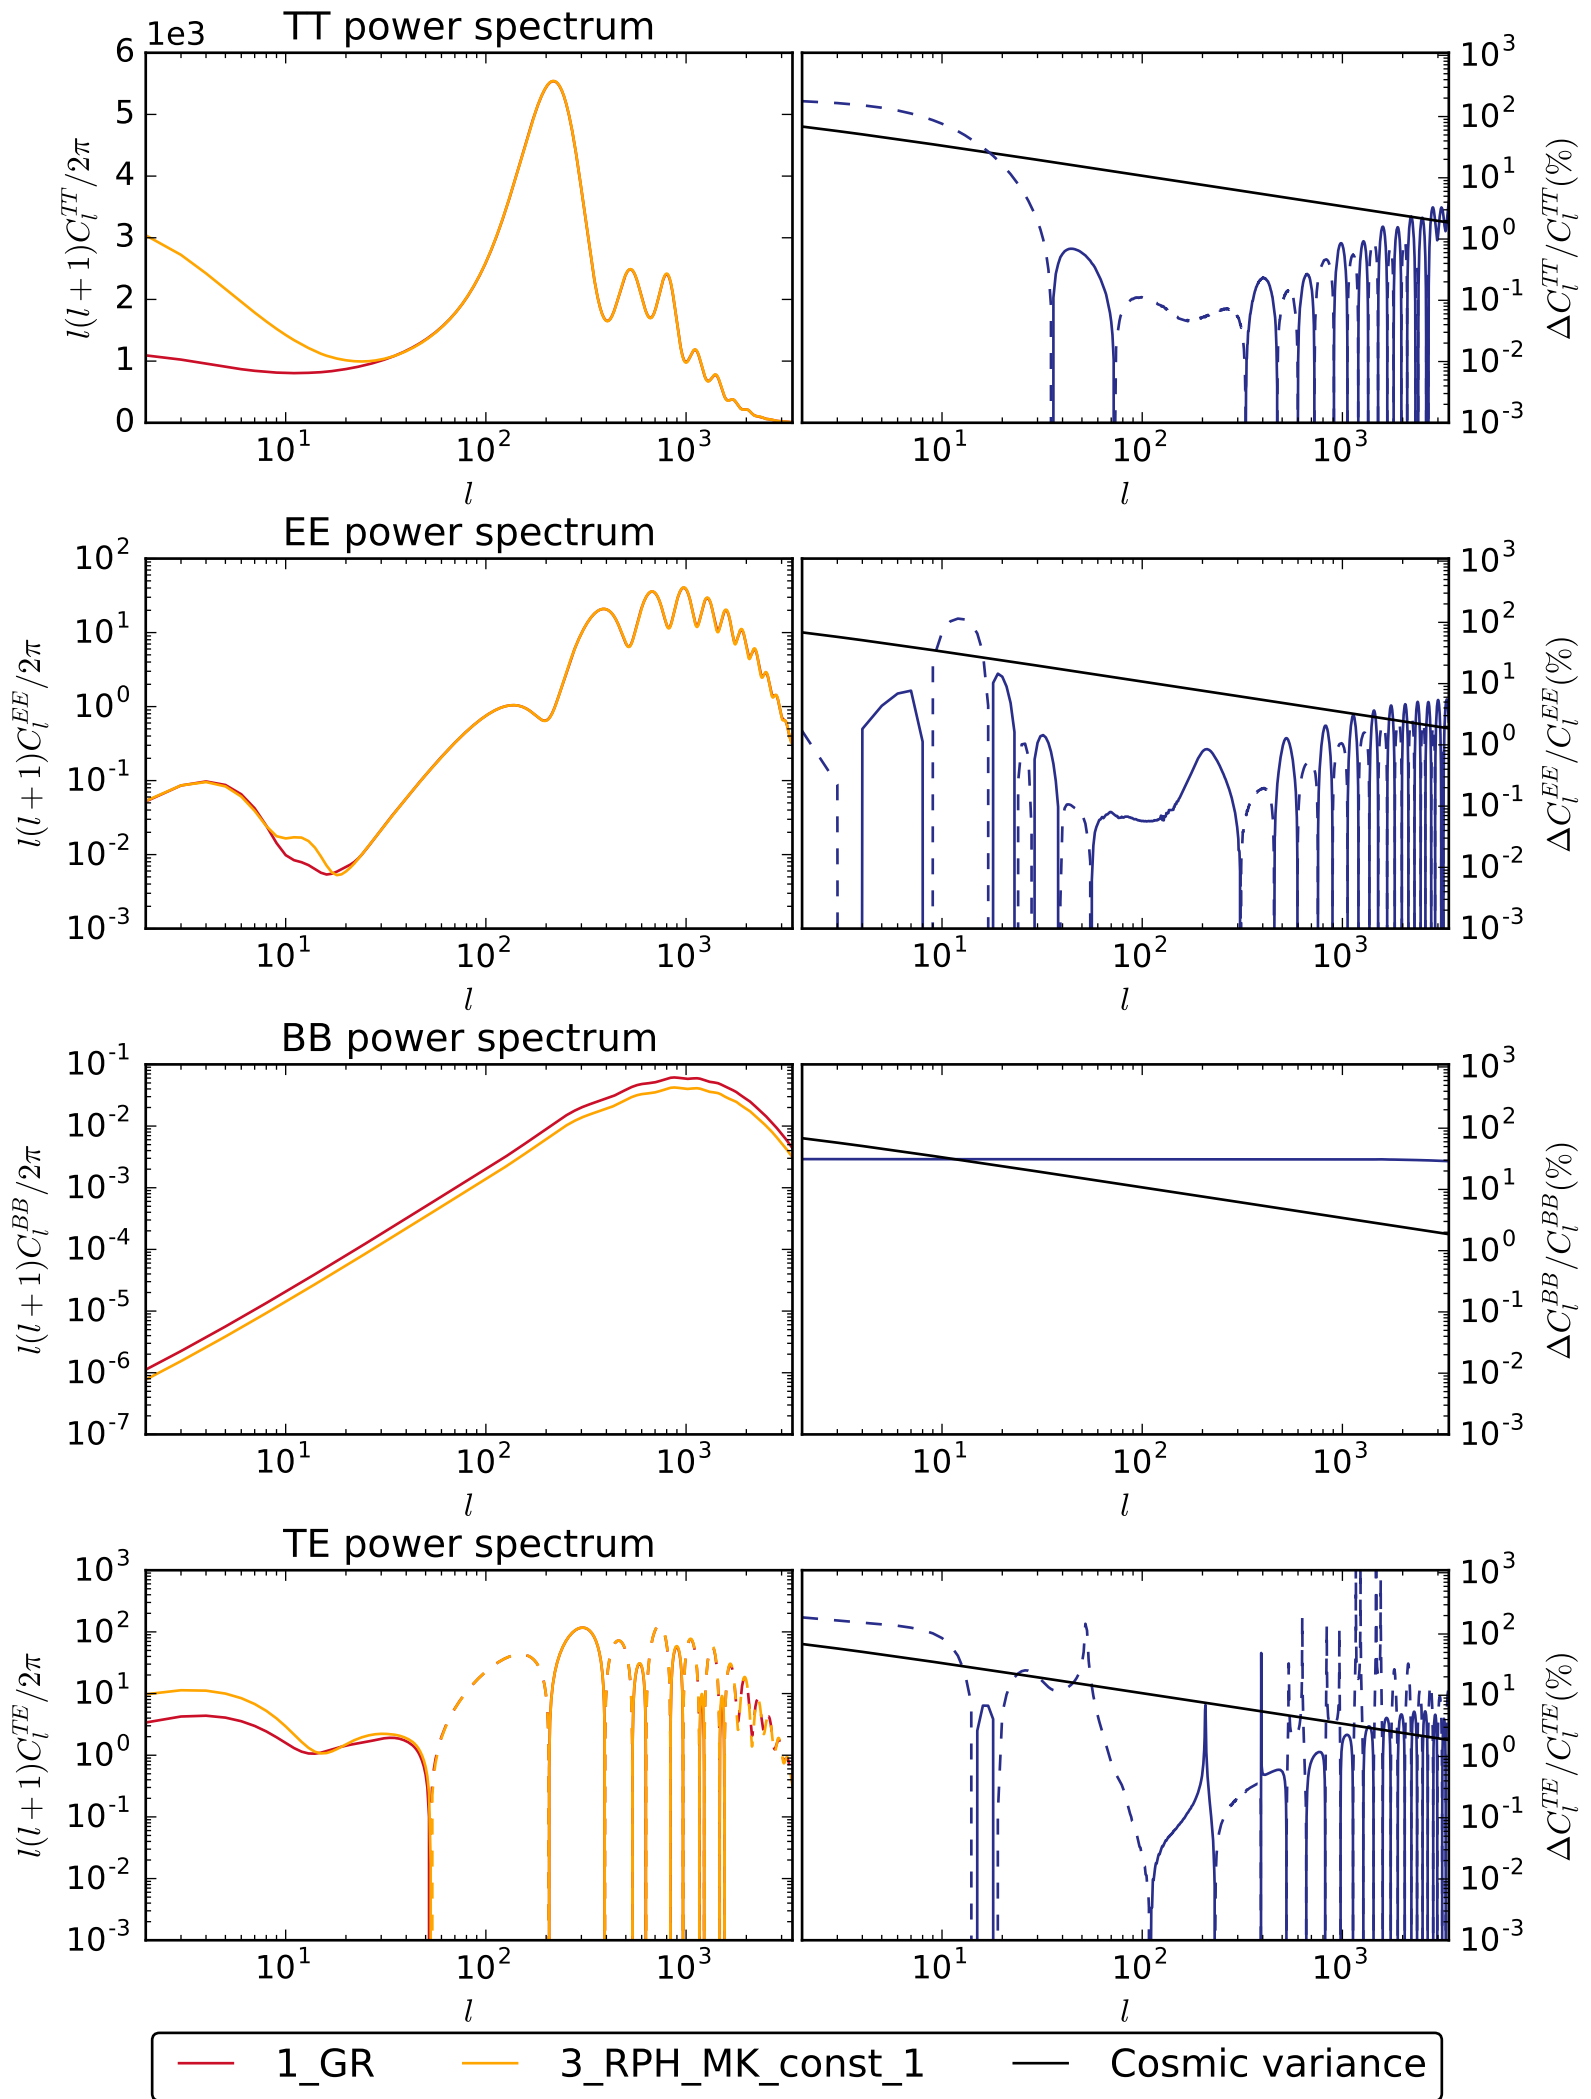 TT power spectrum
1e3
6
5
4
3
2
1
0
l(l + 1)C_l^{TT}/2π
10^1 10^2 10^3
l
10^3
10^2
10^1
10^0
10^-1
10^-2
10^-3
ΔC_l^{TT}/C_l^{TT}(%)
10^1 10^2 10^3
l
EE power spectrum
10^2
10^1
10^0
10^-1
10^-2
10^-3
l(l + 1)C_l^{EE}/2π
10^1 10^2 10^3
l
10^3
10^2
10^1
10^0
10^-1
10^-2
10^-3
ΔC_l^{EE}/C_l^{EE}(%)
10^1 10^2 10^3
l
BB power spectrum
10^-1
10^-2
10^-3
10^-4
10^-5
10^-6
10^-7
l(l + 1)C_l^{BB}/2π
10^1 10^2 10^3
l
10^3
10^2
10^1
10^0
10^-1
10^-2
10^-3
ΔC_l^{BB}/C_l^{BB}(%)
10^1 10^2 10^3
l
TE power spectrum
10^3
10^2
10^1
10^0
10^-1
10^-2
10^-3
l(l + 1)C_l^{TE}/2π
10^1 10^2 10^3
l
10^3
10^2
10^1
10^0
10^-1
10^-2
10^-3
ΔC_l^{TE}/C_l^{TE}(%)
10^1 10^2 10^3
l
1_GR 3_RPH_MK_const_1 Cosmic variance